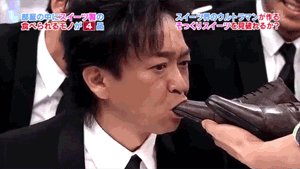 部屋の中にスイーツ製の
食べられるモノが4品
スイーツ界のウルトラマンが作る
そっくりスイーツを見破れるか?